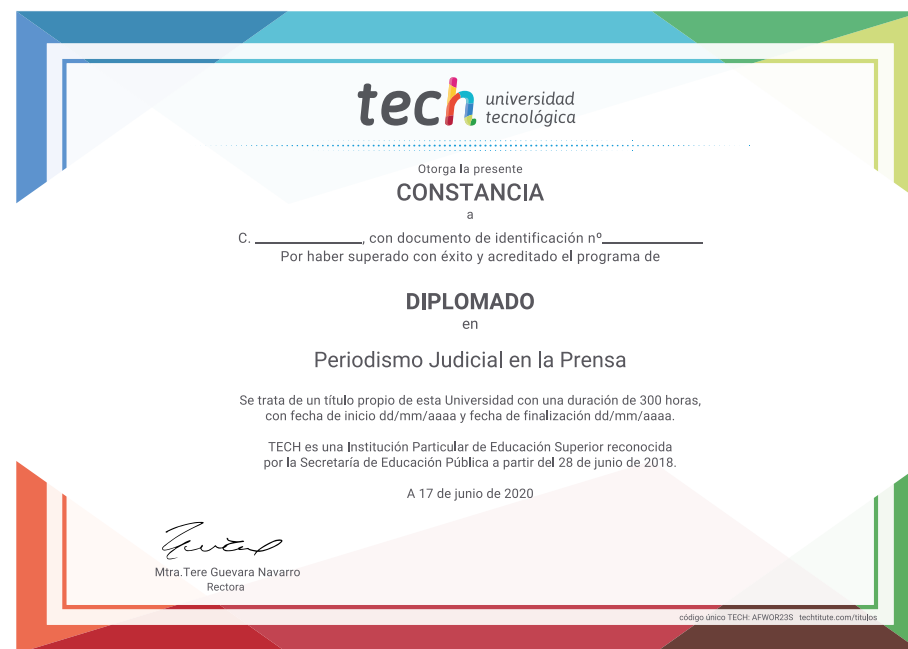 tech universidad
tecnológica
Otorga la presente
CONSTANCIA
a
C. ____________, con documento de identificación nº____________
Por haber superado con éxito y acreditado el programa de
DIPLOMADO
en
Periodismo Judicial en la Prensa
Se trata de un título propio de esta Universidad con una duración de 300 horas,
con fecha de inicio dd/mm/aaaa y fecha de finalización dd/mm/aaaa.
TECH es una Institución Particular de Educación Superior reconocida
por la Secretaría de Educación Pública a partir del 28 de junio de 2018.
A 17 de junio de 2020
Mtra.Tere Guevara Navarro
Rectora
código único TECH: AFWOR23S techtitute.com/titulos